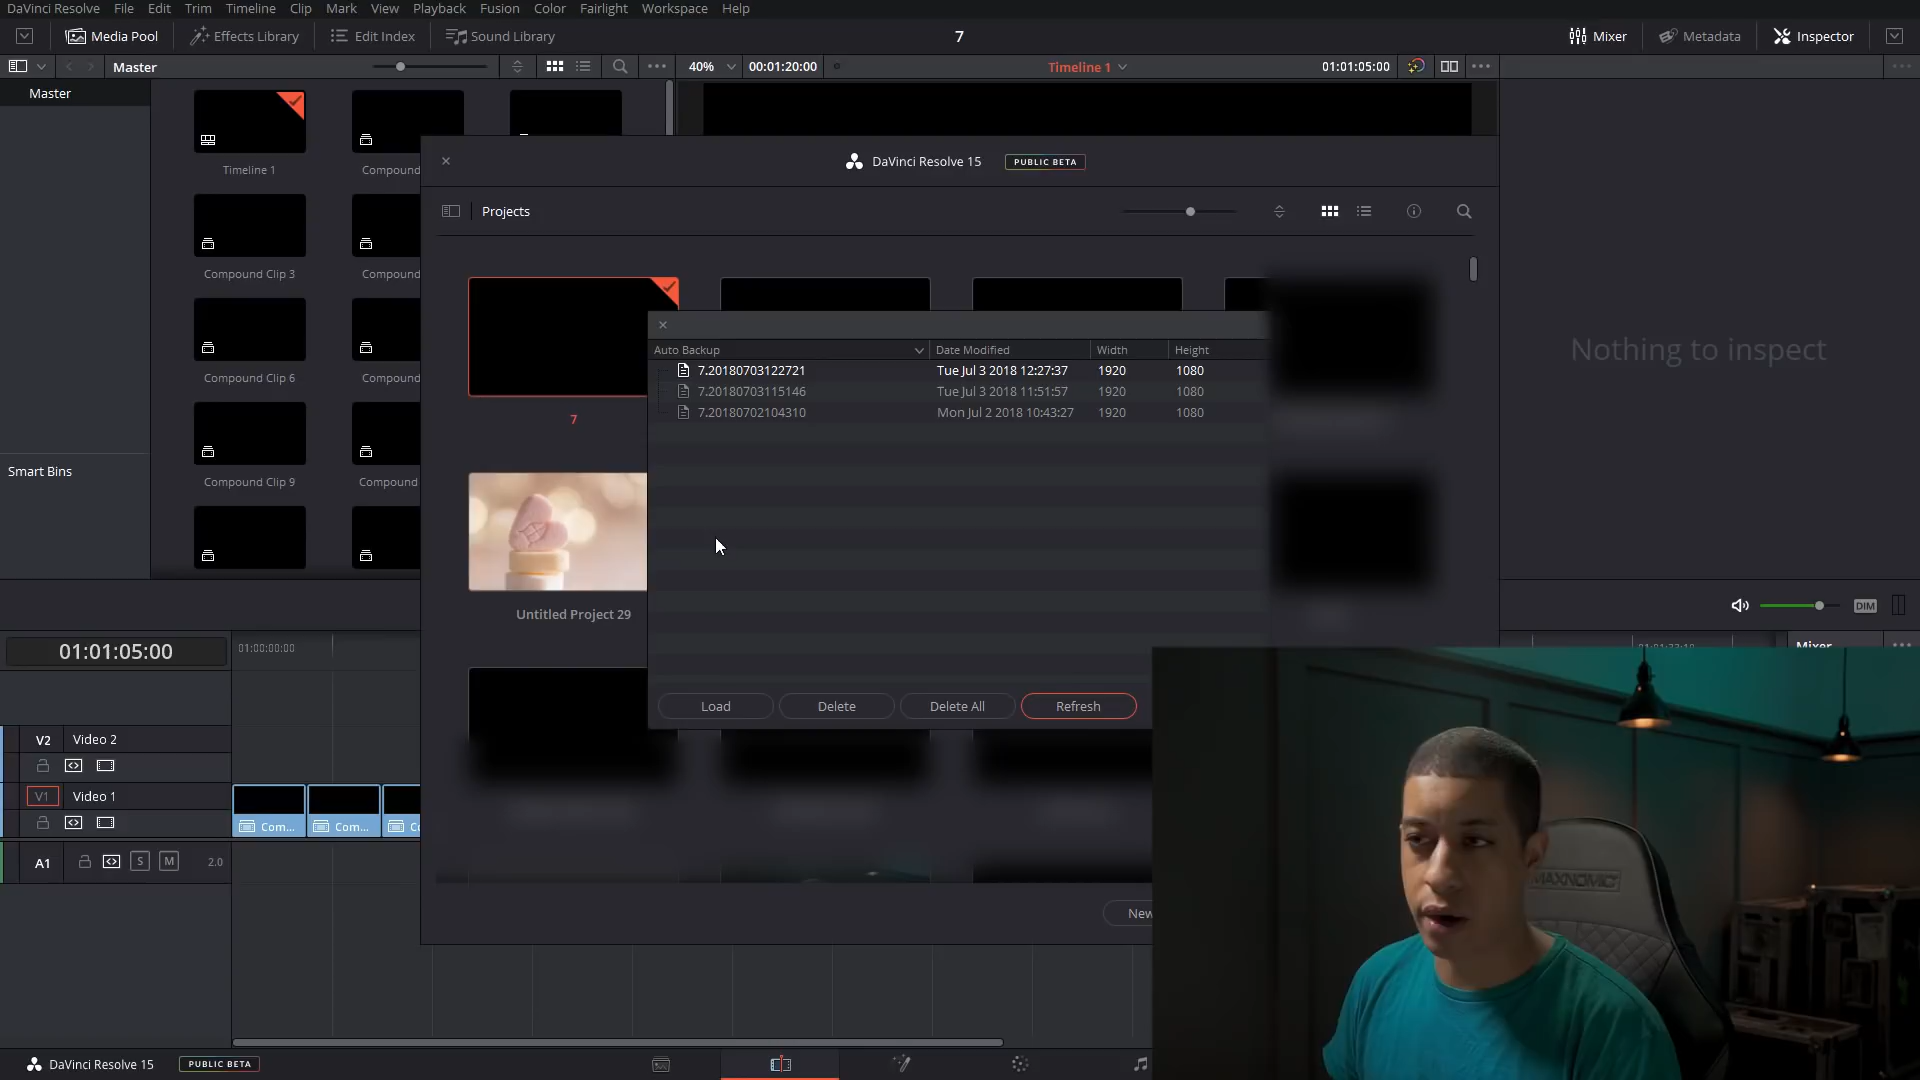 DaVinci Resolve File Edit Trim Timeline Clip Mark View Playback Fusion Color Fairlight Workspace Help
Media Pool Effects Library Edit Index Sound Library 7 Mixer Metadata Inspector
Master 40% 00:01:20:00 Timeline 1 01:01:05:00
Master
Timeline 1 Compound
DaVinci Resolve 15 PUBLIC BETA
Projects
Compound Clip 3 Compound
Auto Backup Date Modified Width Height
7.20180703122721 Tue Jul 3 2018 12:27:37 1920 1080
7.20180703115146 Tue Jul 3 2018 11:51:57 1920 1080
7.20180702104310 Mon Jul 2 2018 10:43:27 1920 1080
Nothing to inspect
Compound Clip 6 Compound
7
Smart Bins
Compound Clip 9 Compound
Untitled Project 29
DIM
01:01:05:00 01:00:00:00
Mixer
Load Delete Delete All Refresh
V2 Video 2
V1 Video 1
Com... Com... Co
A1 S M 2.0
MAXNOMIC
New
DaVinci Resolve 15 PUBLIC BETA